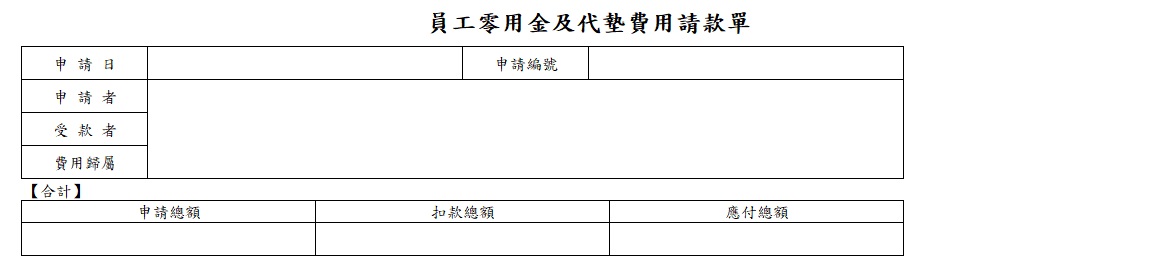 員工零用金及代墊費用請款單
申 請 日 申請編號
申 請 者
受 款 者
費用歸屬
【合計】
申請總額 扣款總額 應付總額